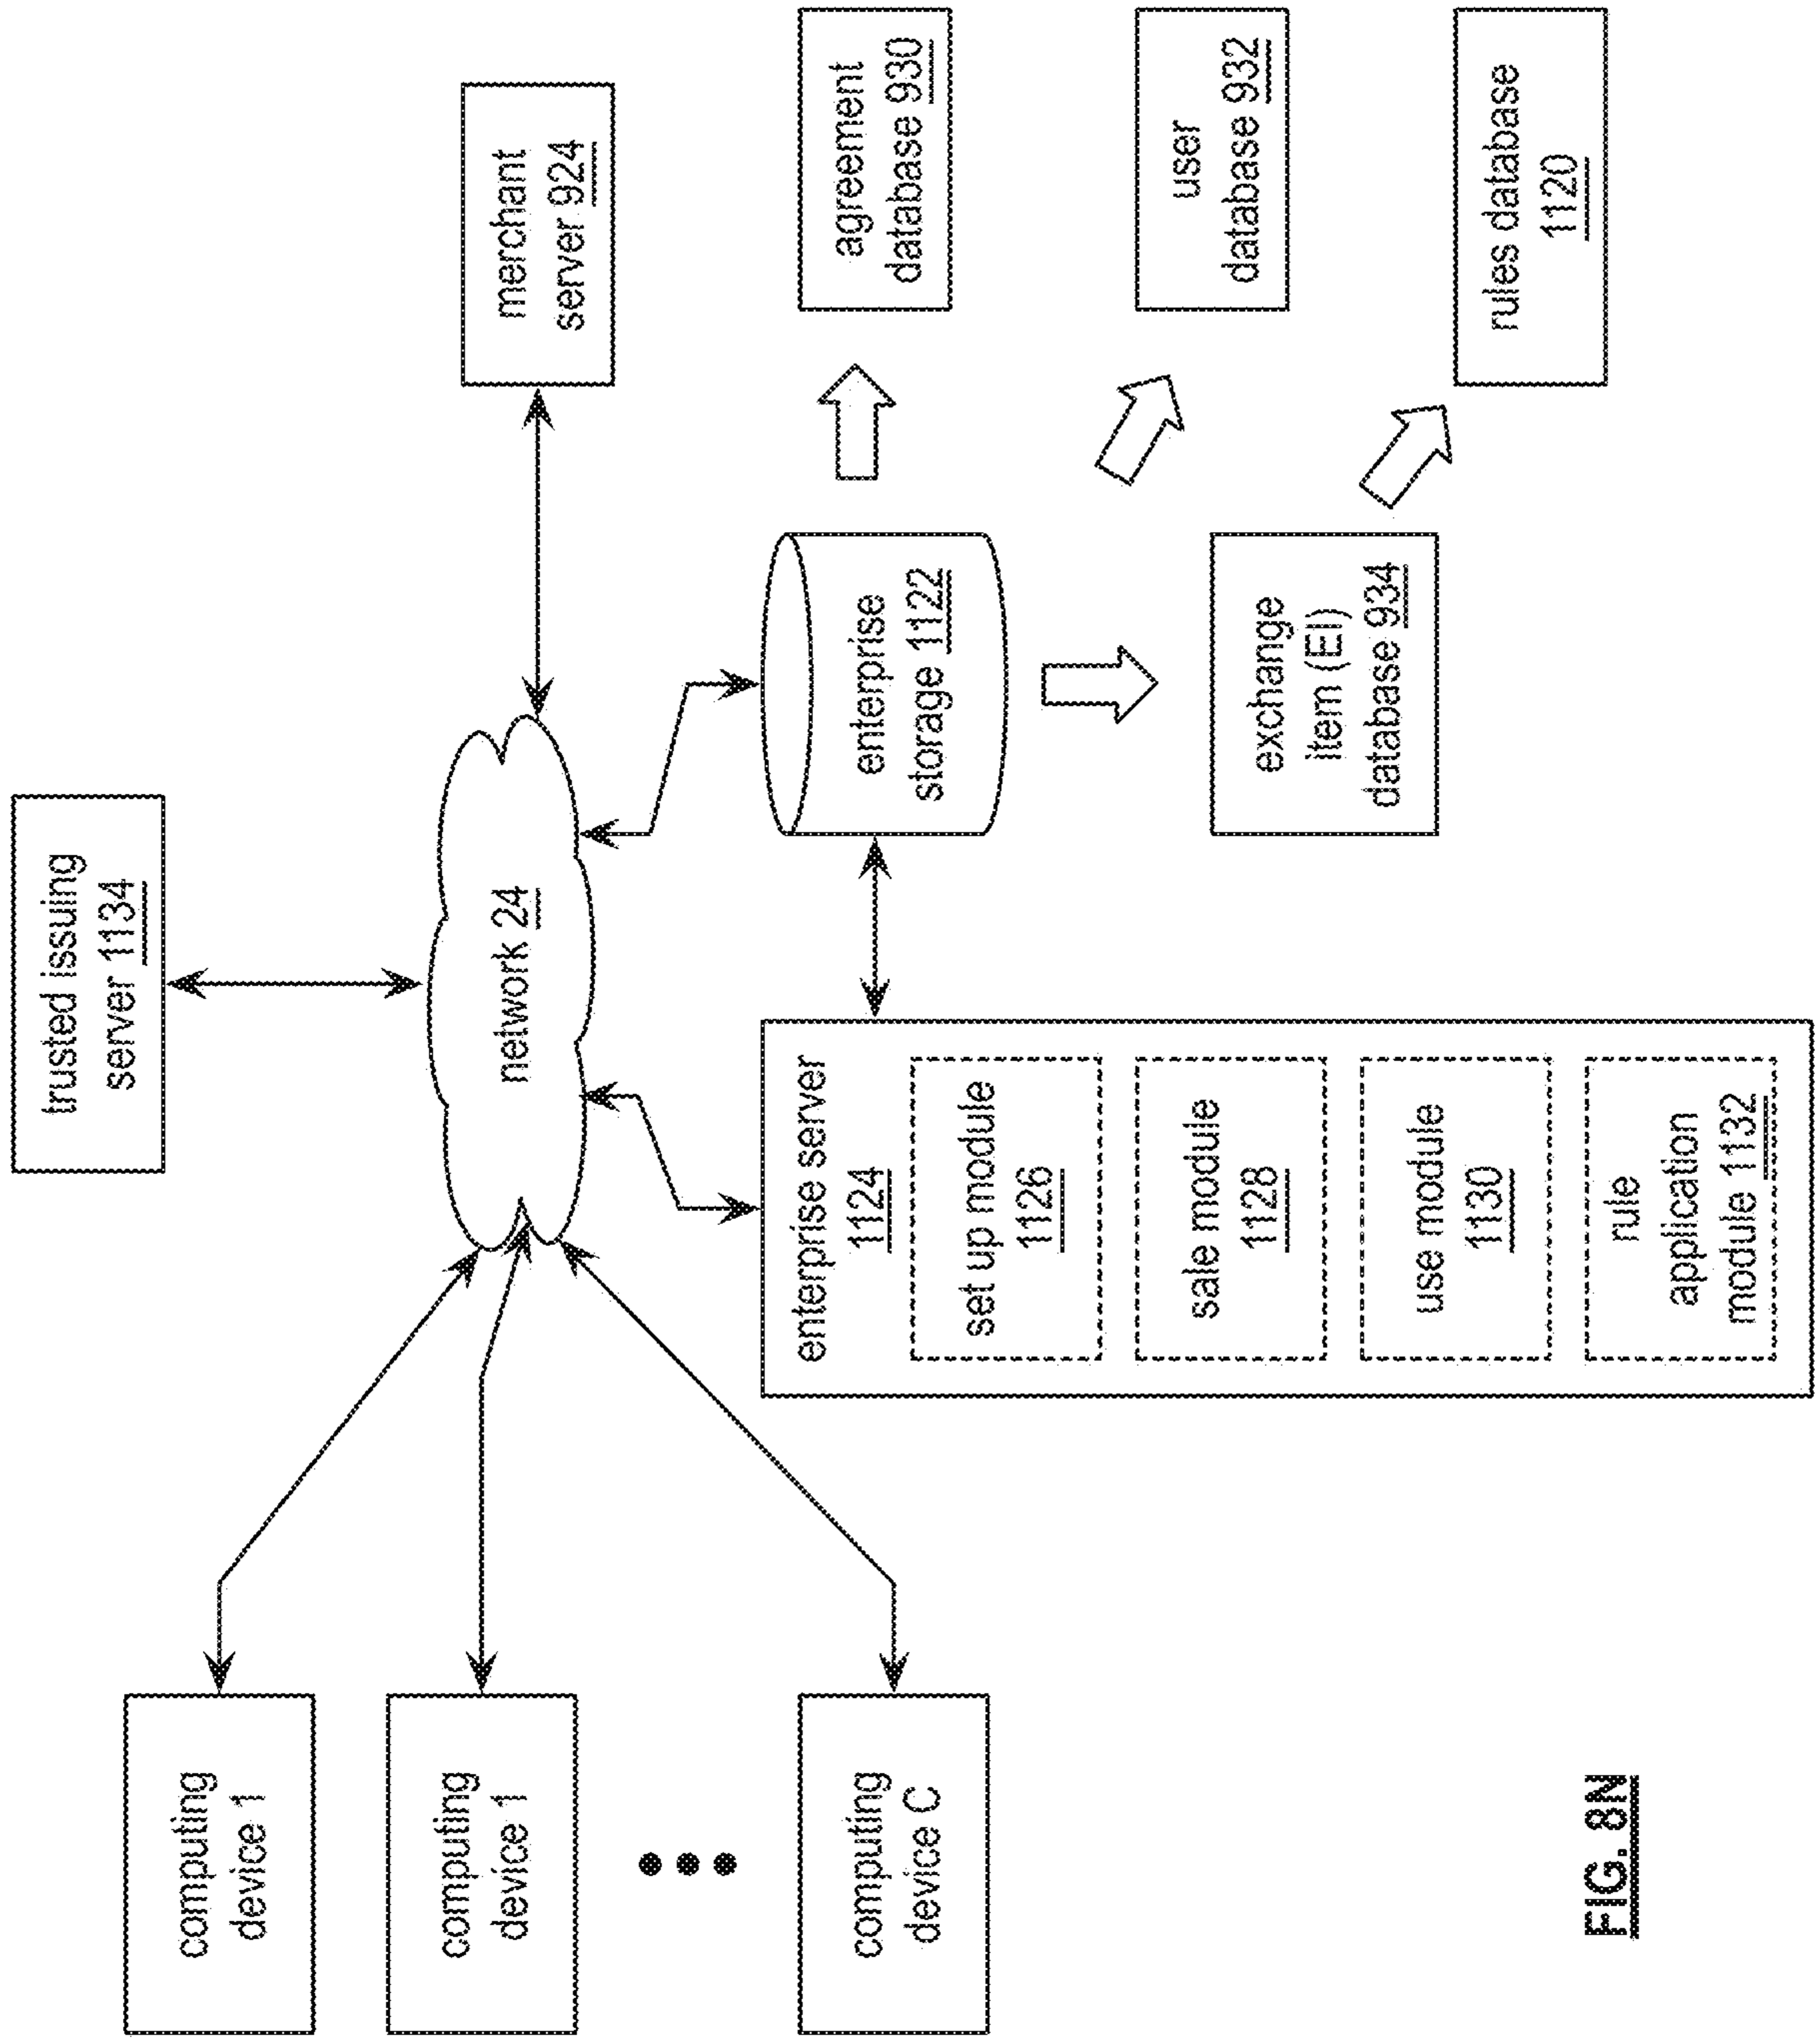 trusted issuing
server 1134
merchant
server 924
network 24
computing
device 1
computing
device 1
computing
device C
enterprise server
1124
set up module
1126
sale module
1128
use module
1130
rule
application
module 1132
enterprise
storage 1122
agreement
database 930
user
database 932
exchange
item (EI)
database 934
rules database
1120
FIG. 8N